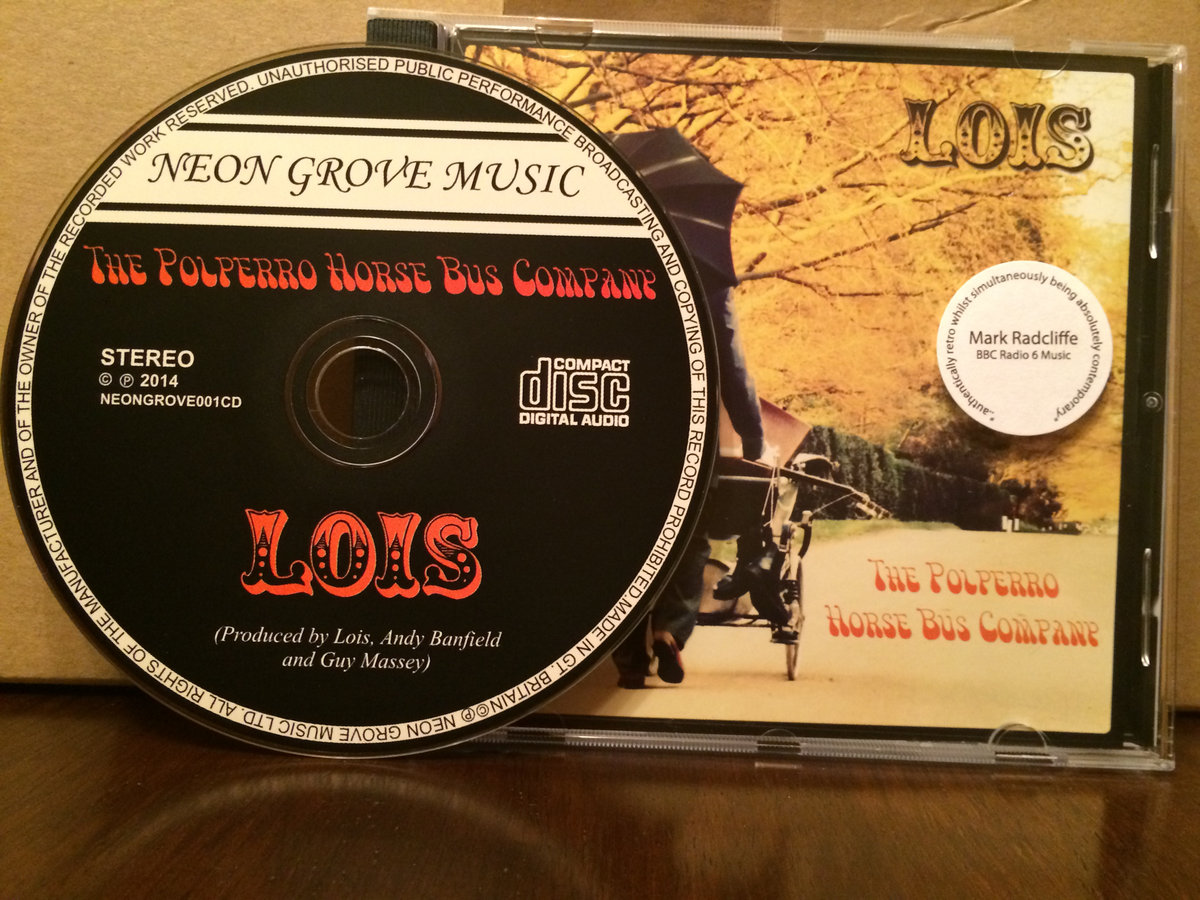 NEON GROVE MUSIC
THE POLPERRO HORSE BUS COMPANY
STEREO
© ℗ 2014
NEONGROVE001CD
COMPACT
disc
DIGITAL AUDIO
LOIS
(Produced by Lois, Andy Banfield
and Guy Massey)
ALL RIGHTS OF THE MANUFACTURER AND OF THE OWNER OF THE RECORDED WORK RESERVED. UNAUTHORISED PUBLIC PERFORMANCE BROADCASTING AND COPYING OF THIS RECORD PROHIBITED. MADE IN GT. BRITAIN © ℗ NEON GROVE MUSIC LTD.
LOIS
"..authentically retro whilst simultaneously being absolutely contemporary"
Mark Radcliffe
BBC Radio 6 Music
THE POLPERRO
HORSE BUS COMPANY